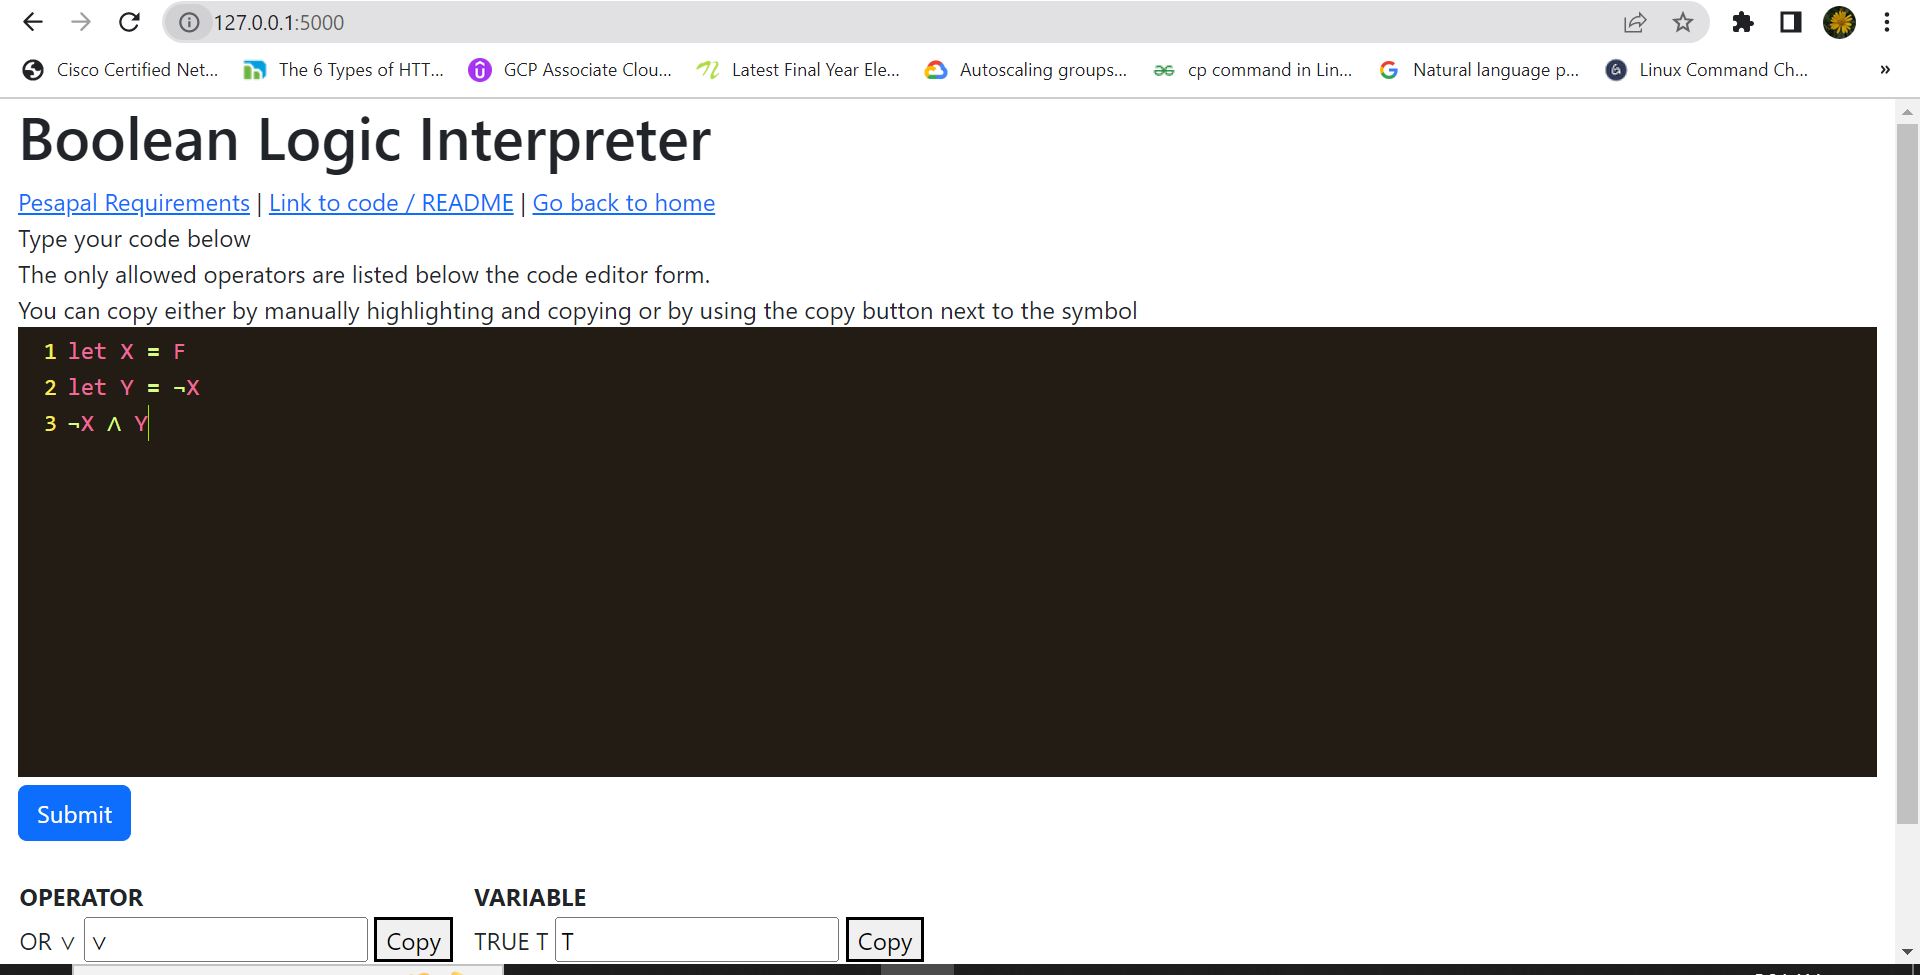 127.0.0.1:5000
Cisco Certified Net... The 6 Types of HTT... GCP Associate Clou... Latest Final Year Ele... Autoscaling groups... cp command in Lin... Natural language p... Linux Command Ch... »
Boolean Logic Interpreter
Pesapal Requirements | Link to code / README | Go back to home
Type your code below
The only allowed operators are listed below the code editor form.
You can copy either by manually highlighting and copying or by using the copy button next to the symbol
1 let X = F
2 let Y = ¬X
3 ¬X ∧ Y
Submit
OPERATOR VARIABLE
OR ∨ ∨ Copy TRUE T T Copy